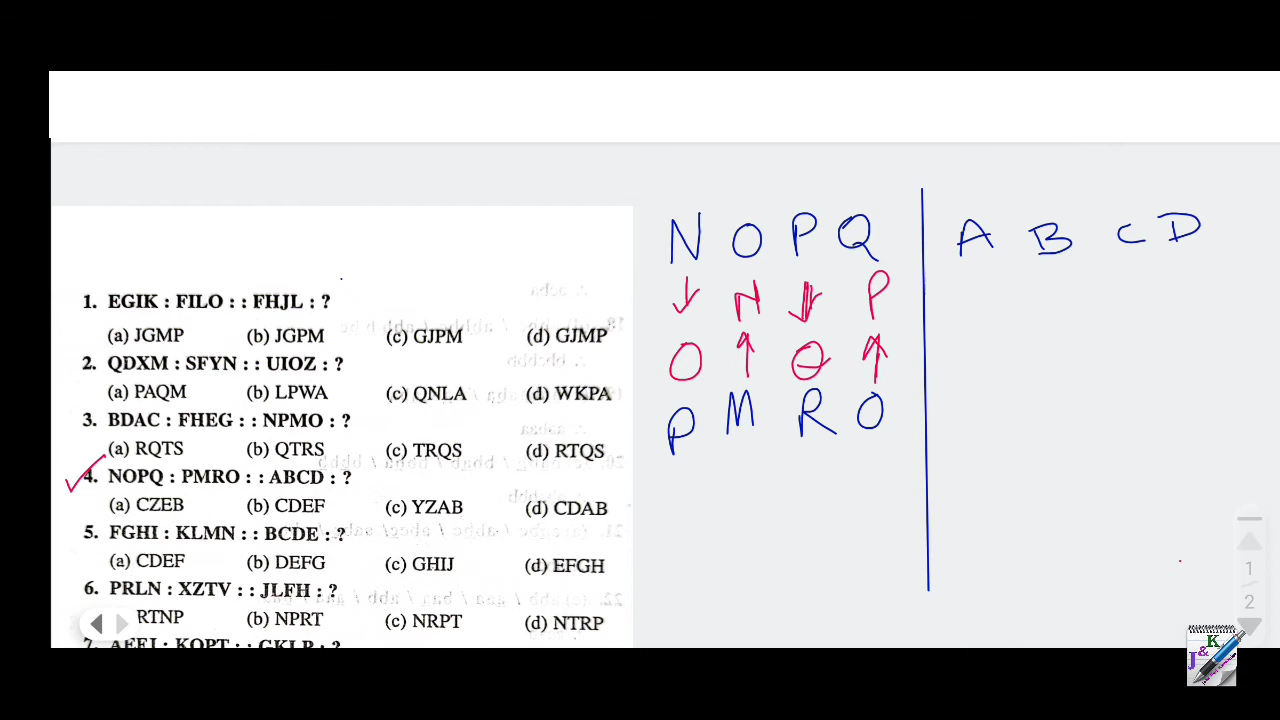 1. EGIK : FILO : : FHJL : ?
(a) JGMP (b) JGPM (c) GJPM (d) GJMP
2. QDXM : SFYN : : UIOZ : ?
(a) PAQM (b) LPWA (c) QNLA (d) WKPA
3. BDAC : FHEG : : NPMO : ?
(a) RQTS (b) QTRS (c) TRQS (d) RTQS
4. NOPQ : PMRO : : ABCD : ?
(a) CZEB (b) CDEF (c) YZAB (d) CDAB
5. FGHI : KLMN : : BCDE : ?
(a) CDEF (b) DEFG (c) GHIJ (d) EFGH
6. PRLN : XZTV : : JLFH : ?
RTNP (b) NPRT (c) NRPT (d) NTRP
N O P Q
N P
O Q
P M R O
A B C D
1
2
J & K